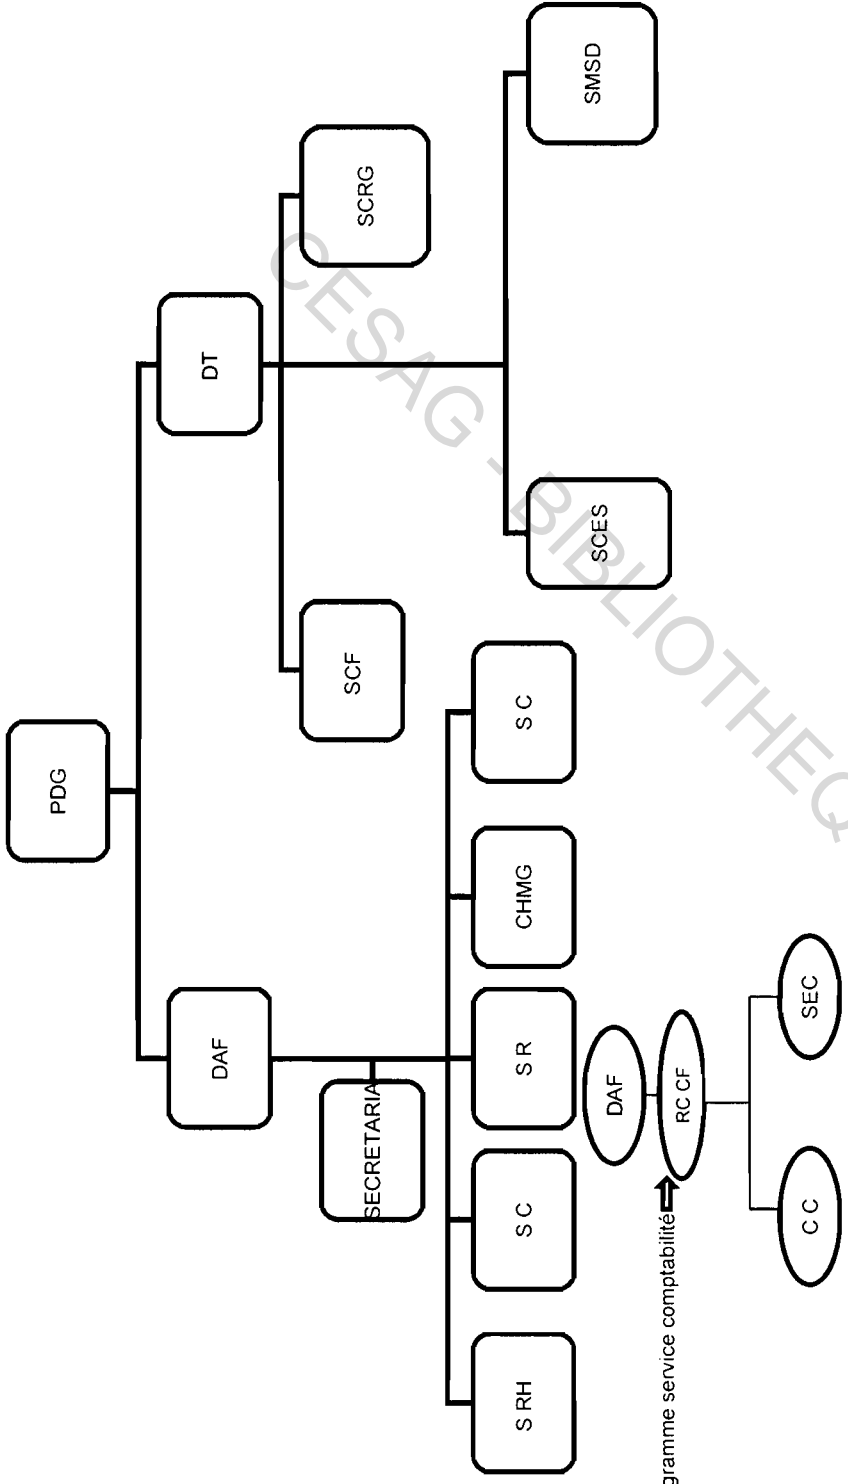 PDG
DAF
DT
SECRETARIA
SCF
SCRG
S RH
S C
S R
CHMG
S C
SCES
SMSD
gramme service comptabilité
DAF
RC CF
C C
SEC
CESAG - BIBLIOTHEQ